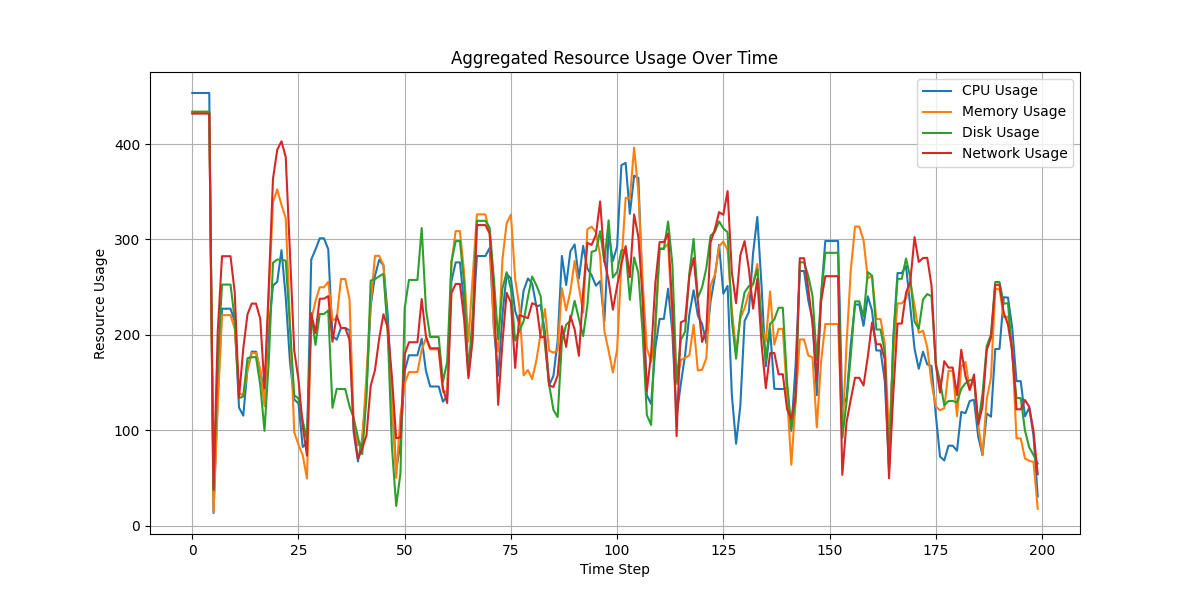 Aggregated Resource Usage Over Time
CPU Usage
Memory Usage
Disk Usage
Network Usage
400
300
200
100
0
Resource Usage
0 25 50 75 100 125 150 175 200
Time Step